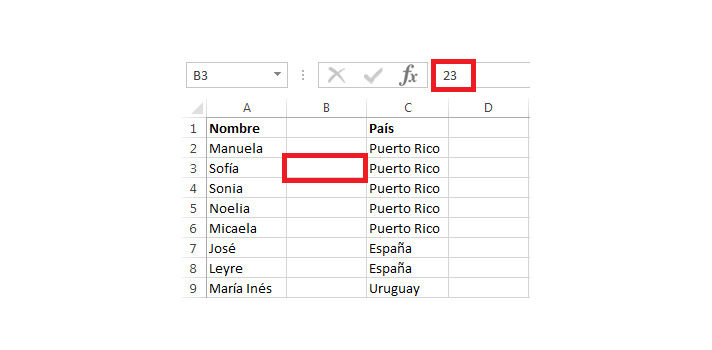 B3 fx 23
A B C D
1 Nombre País
2 Manuela Puerto Rico
3 Sofía Puerto Rico
4 Sonia Puerto Rico
5 Noelia Puerto Rico
6 Micaela Puerto Rico
7 José España
8 Leyre España
9 María Inés Uruguay